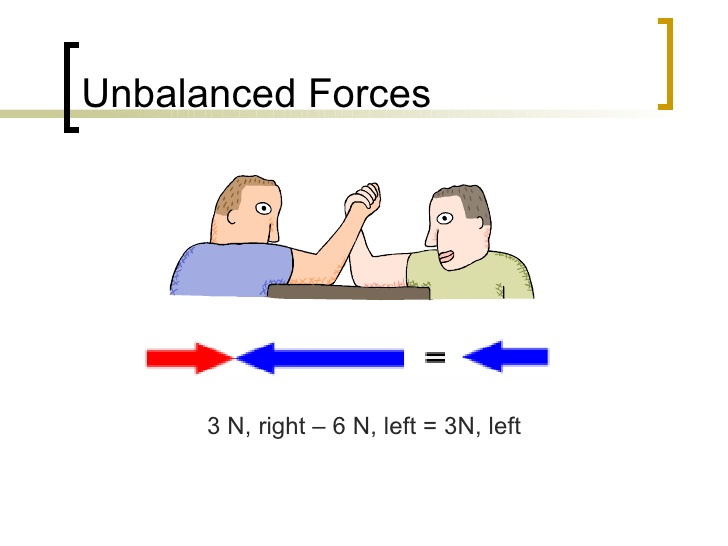 Unbalanced Forces
=
3 N, right – 6 N, left = 3N, left